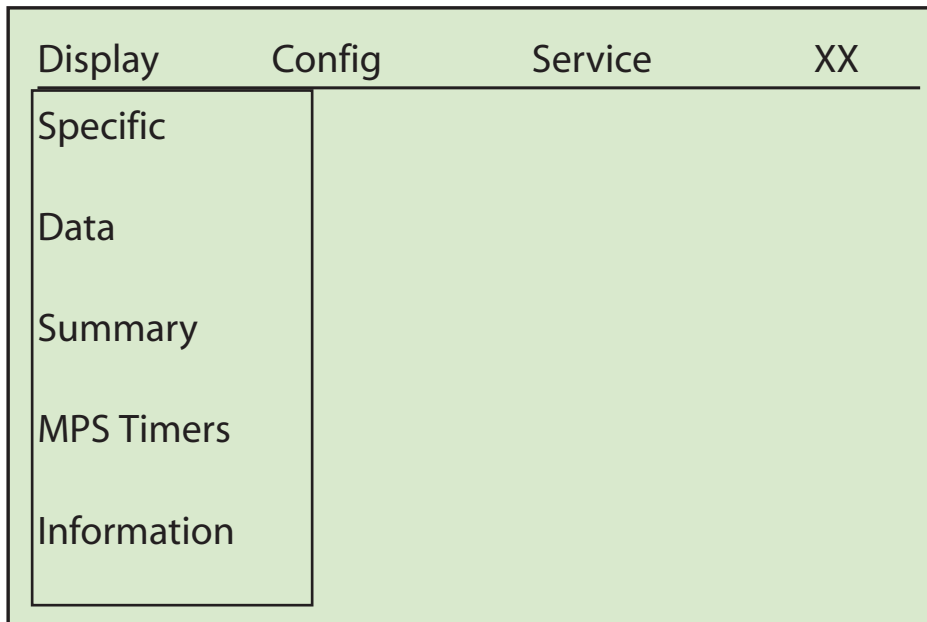 Display Config Service XX
Specific
Data
Summary
MPS Timers
Information